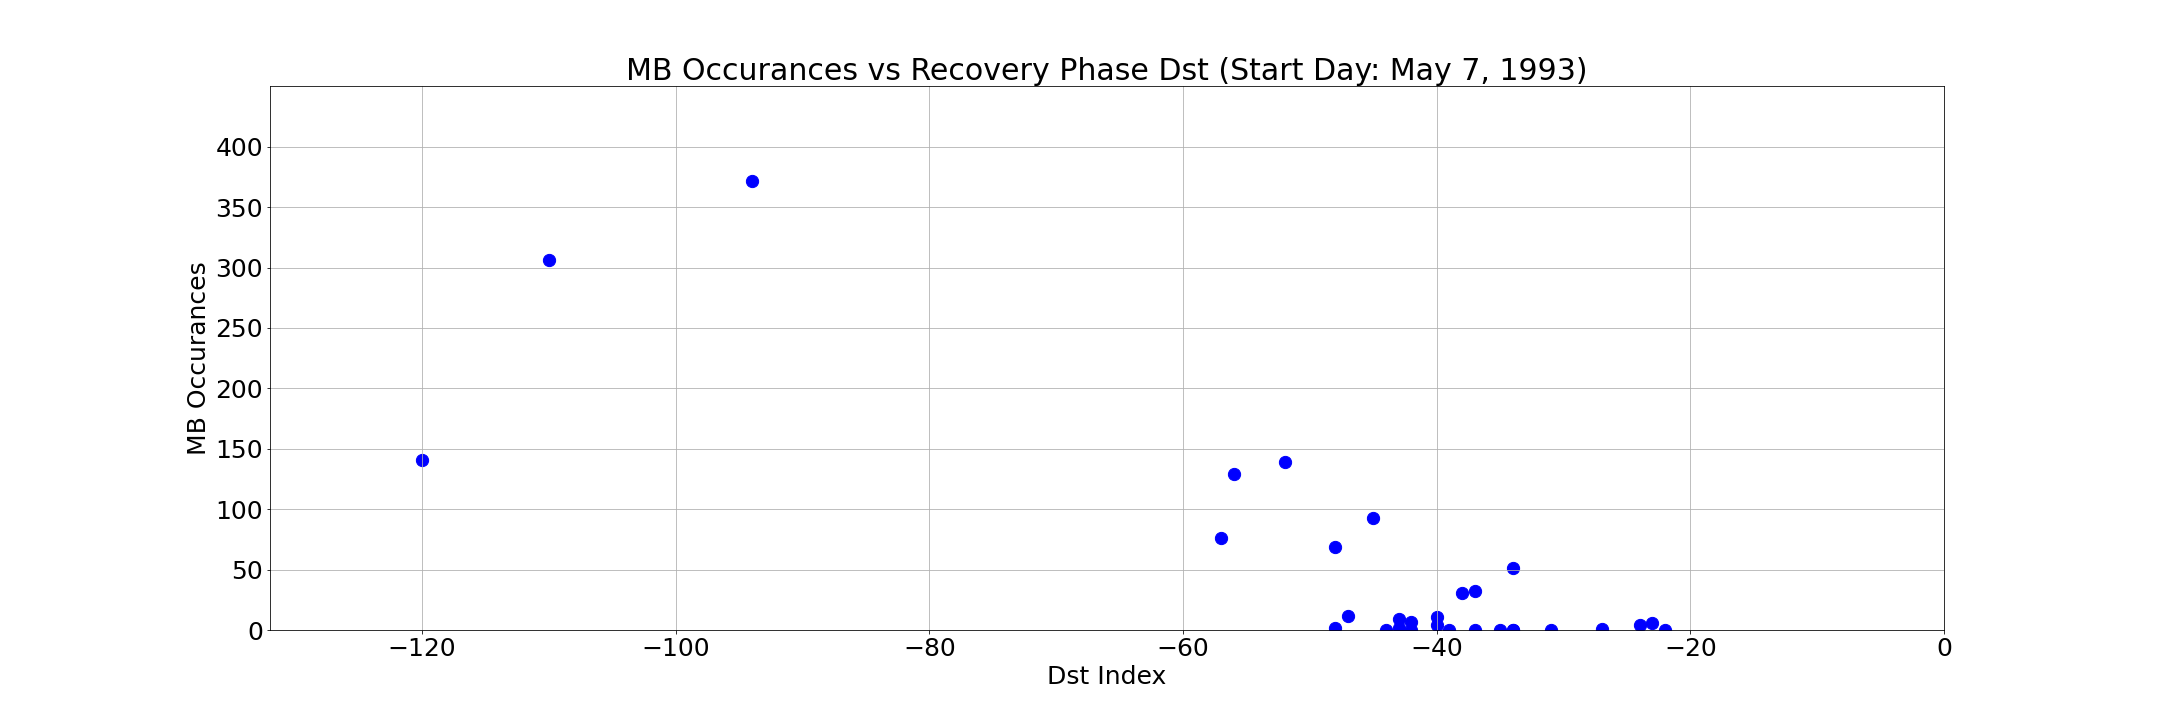 MB Occurances vs Recovery Phase Dst (Start Day: May 7, 1993)
MB Occurances
400
350
300
250
200
150
100
50
0
−120 −100 −80 −60 −40 −20 0
Dst Index